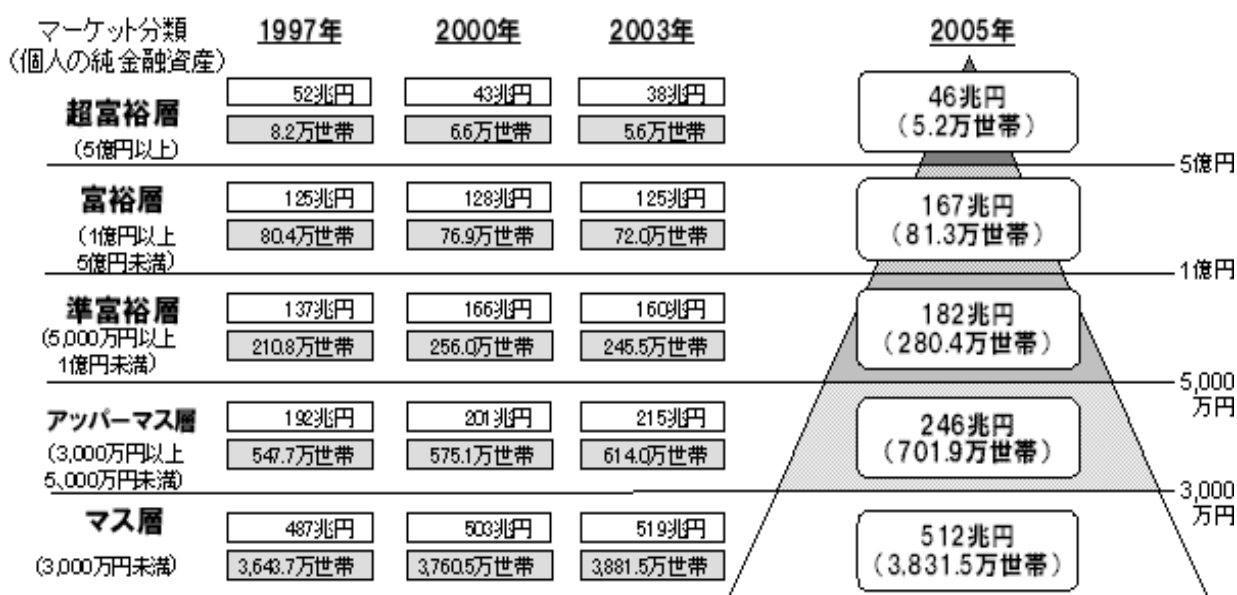 マーケット分類
(個人の純金融資産)
1997年 2000年 2003年 2005年
超富裕層
(5億円以上)
52兆円 43兆円 38兆円 46兆円
8.2万世帯 6.6万世帯 5.6万世帯 (5.2万世帯)
5億円
富裕層
(1億円以上
5億円未満)
125兆円 128兆円 125兆円 167兆円
80.4万世帯 76.9万世帯 72.0万世帯 (81.3万世帯)
1億円
準富裕層
(5,000万円以上
1億円未満)
137兆円 166兆円 160兆円 182兆円
210.8万世帯 256.0万世帯 245.5万世帯 (280.4万世帯)
5,000
万円
アッパーマス層
(3,000万円以上
5,000万円未満)
192兆円 201兆円 215兆円 246兆円
547.7万世帯 575.1万世帯 614.0万世帯 (701.9万世帯)
3,000
万円
マス層
(3,000万円未満)
487兆円 503兆円 519兆円 512兆円
3,643.7万世帯 3,760.5万世帯 3,881.5万世帯 (3,831.5万世帯)